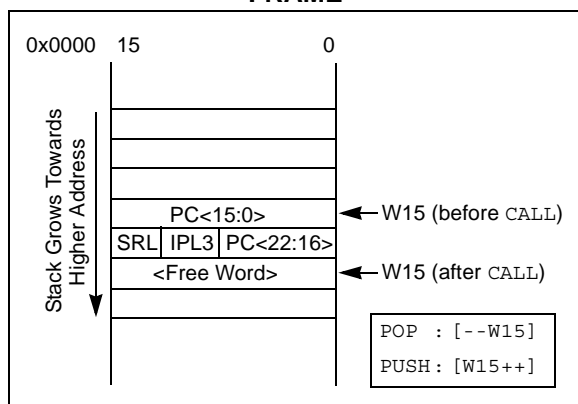 FRAME
0x0000 15 0
Stack Grows Towards
Higher Address
PC<15:0>
W15 (before CALL)
SRL IPL3 PC<22:16>
<Free Word>
W15 (after CALL)
POP : [--W15]
PUSH : [W15++]